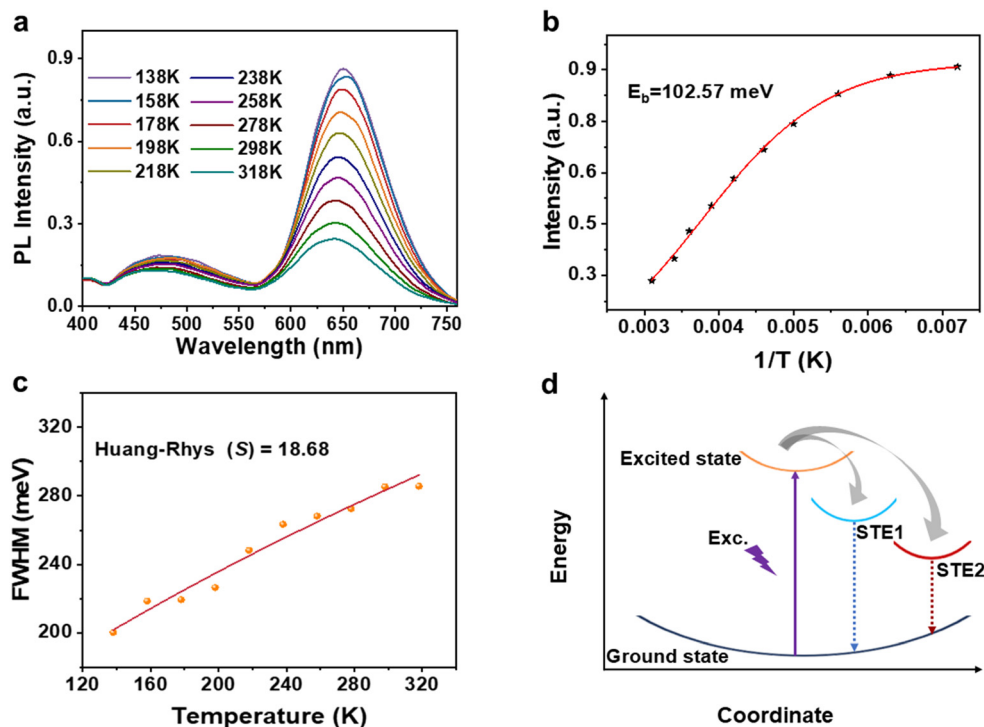 a
PL Intensity (a.u.)
0.9
0.6
0.3
0.0
138K
158K
178K
198K
218K
238K
258K
278K
298K
318K
400 450 500 550 600 650 700 750
Wavelength (nm)
b
Intensity (a.u.)
0.9
0.8
0.6
0.5
0.3
E_b=102.57 meV
0.003 0.004 0.005 0.006 0.007
1/T (K)
c
FWHM (meV)
320
280
240
200
Huang-Rhys (S) = 18.68
120 160 200 240 280 320
Temperature (K)
d
Energy
Excited state
STE1
Exc.
STE2
Ground state
Coordinate